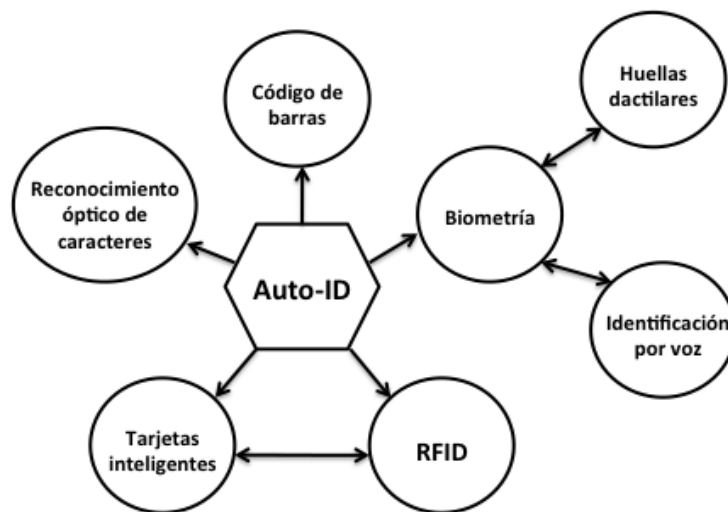 Código de
barras
Huellas
dactilares
Reconocimiento
óptico de
caracteres
Biometría
Auto-ID
Identificación
por voz
Tarjetas
inteligentes
RFID